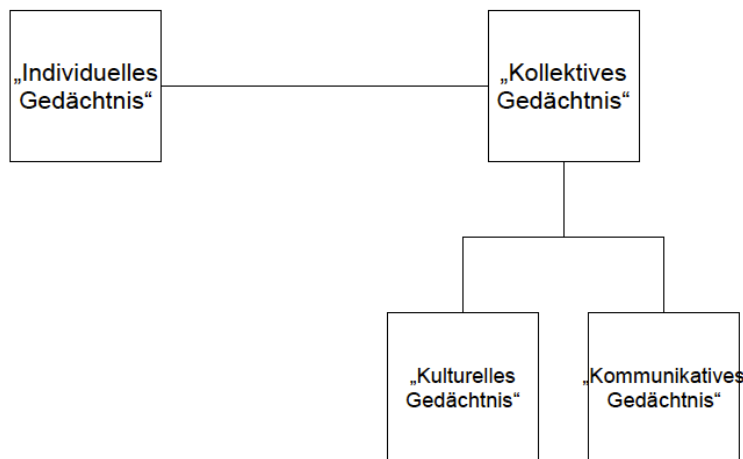 „Individuelles
Gedächtnis“
„Kollektives
Gedächtnis“
„Kulturelles
Gedächtnis“
„Kommunikatives
Gedächtnis“